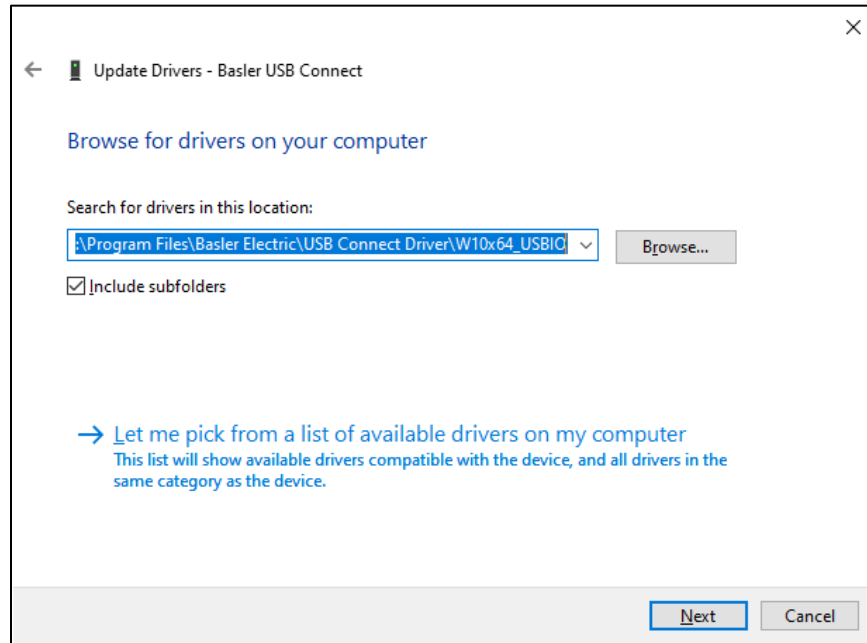 Update Drivers - Basler USB Connect
Browse for drivers on your computer
Search for drivers in this location:
:\Program Files\Basler Electric\USB Connect Driver\W10x64_USBIO
Browse...
Include subfolders
Let me pick from a list of available drivers on my computer
This list will show available drivers compatible with the device, and all drivers in the
same category as the device.
Next Cancel